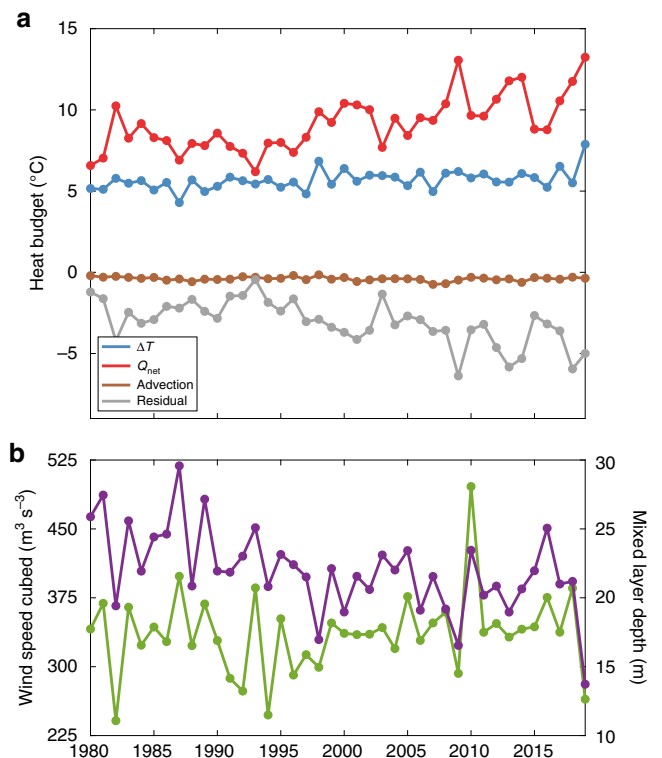 a
15
10
5
0
−5
Heat budget (°C)
ΔT
Qnet
Advection
Residual
b
525
450
375
300
225
Wind speed cubed (m³ s⁻³)
30
25
20
15
10
Mixed layer depth (m)
1980 1985 1990 1995 2000 2005 2010 2015